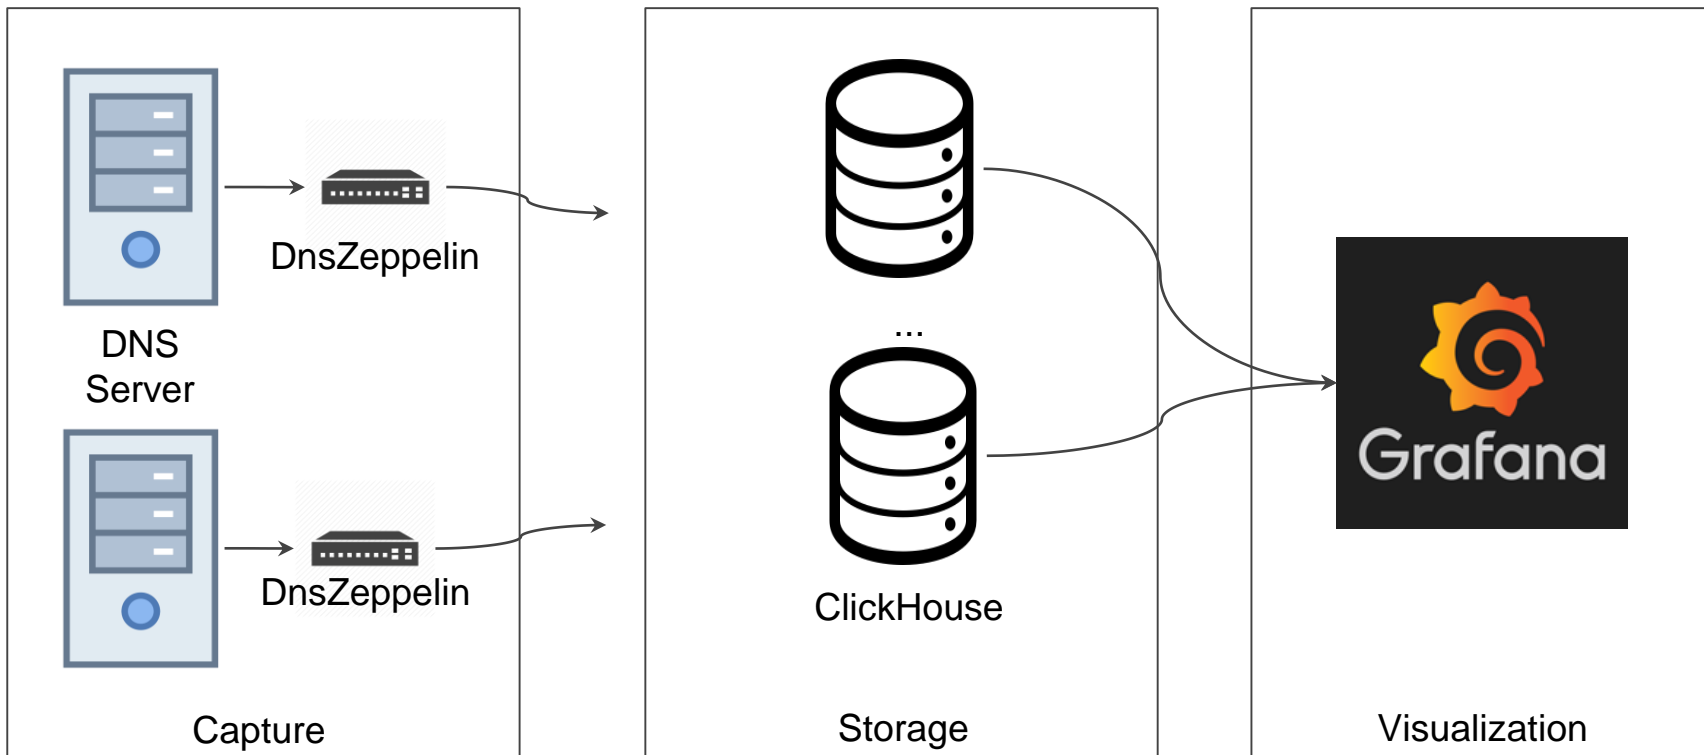 DnsZeppelin
DNS
Server
DnsZeppelin
Capture
...
ClickHouse
Storage
Grafana
Visualization